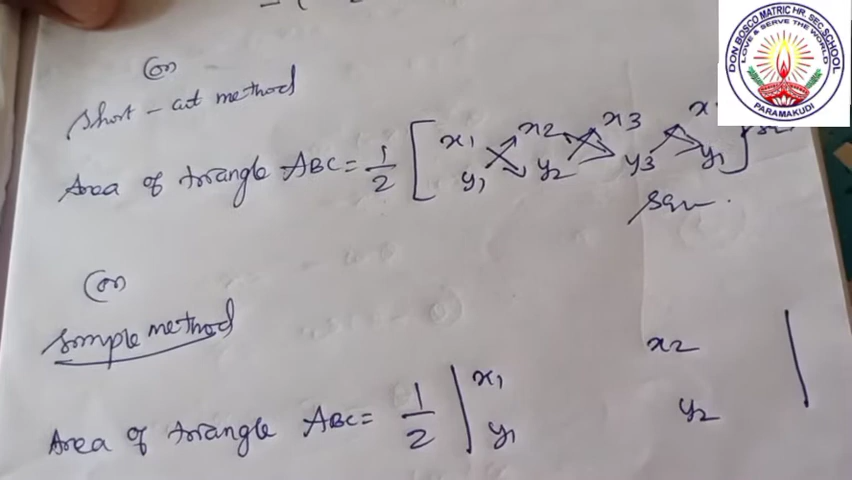 DON BOSCO MATRIC HR. SEC SCHOOL
LOVE & SERVE THE WORLD
PARAMAKUDI
(or)
short - cut method
Area of triangle ABC = 1/2 [ x1 x2 x3
y1 y2 y3 y1 ]
(or)
simple method
Area of triangle ABC = 1/2 | x1 x2 |
y1 y2